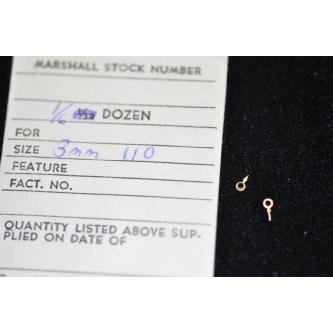 MARSHALL STOCK NUMBER
1/6 DOZEN
FOR
SIZE 3mm 110
FEATURE
FACT. NO.
QUANTITY LISTED ABOVE SUP-
PLIED ON DATE OF